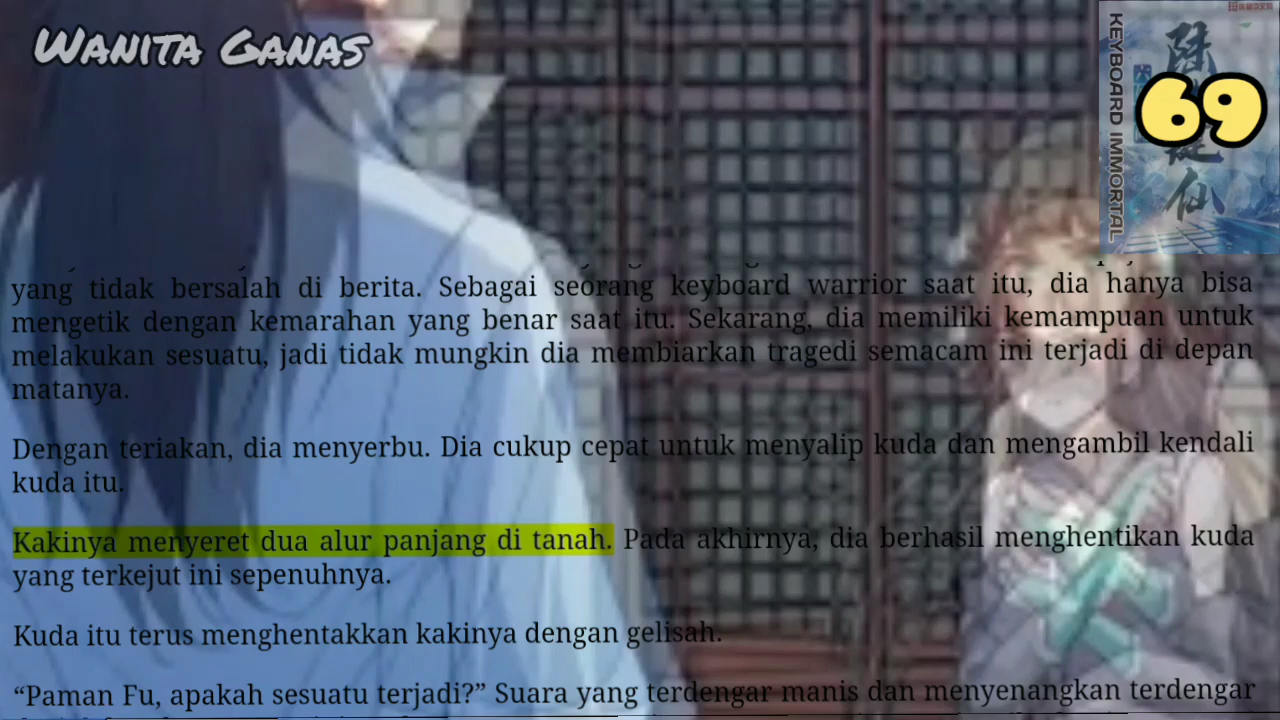 Wanita Ganas
KEYBOARD IMMORTAL
69
仙
yang tidak bersalah di berita. Sebagai seorang keyboard warrior saat itu, dia hanya bisa
mengetik dengan kemarahan yang benar saat itu. Sekarang, dia memiliki kemampuan untuk
melakukan sesuatu, jadi tidak mungkin dia membiarkan tragedi semacam ini terjadi di depan
matanya.
Dengan teriakan, dia menyerbu. Dia cukup cepat untuk menyalip kuda dan mengambil kendali
kuda itu.
Kakinya menyeret dua alur panjang di tanah. Pada akhirnya, dia berhasil menghentikan kuda
yang terkejut ini sepenuhnya.
Kuda itu terus menghentakkan kakinya dengan gelisah.
“Paman Fu, apakah sesuatu terjadi?” Suara yang terdengar manis dan menyenangkan terdengar